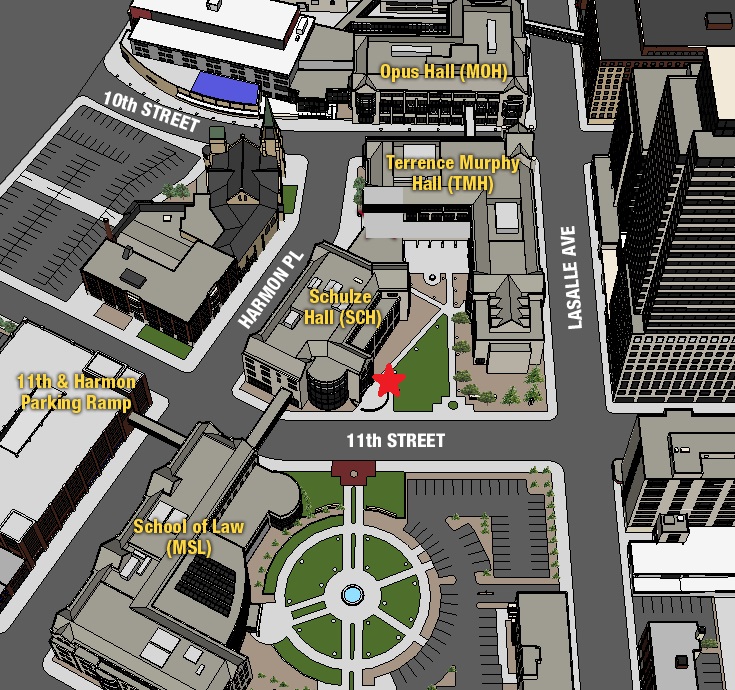 Opus Hall (MOH)
10th STREET
Terrence Murphy
Hall (TMH)
LASALLE AVE
HARMON PL
Schulze
Hall (SCH)
11th & Harmon
Parking Ramp
11th STREET
School of Law
(MSL)